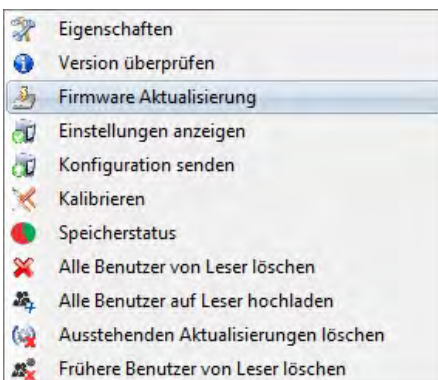 Eigenschaften
Version überprüfen
Firmware Aktualisierung
Einstellungen anzeigen
Konfiguration senden
Kalibrieren
Speicherstatus
Alle Benutzer von Leser löschen
Alle Benutzer auf Leser hochladen
Ausstehenden Aktualisierungen löschen
Frühere Benutzer von Leser löschen